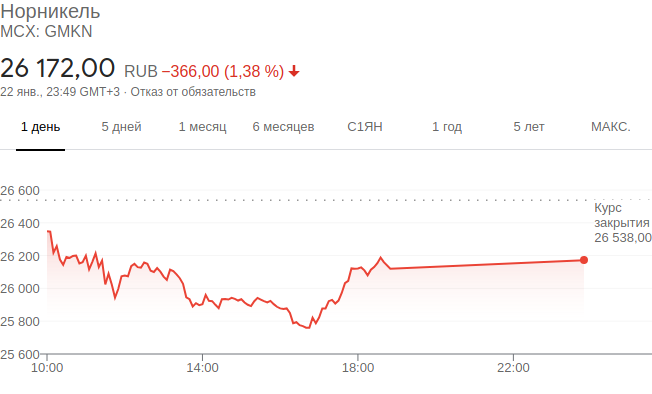 Норникель
MCX: GMKN
26 172,00 RUB −366,00 (1,38 %)
22 янв., 23:49 GMT+3 · Отказ от обязательств
1 день 5 дней 1 месяц 6 месяцев С1ЯН 1 год 5 лет МАКС.
26 600
Курс
закрытия
26 538,00
26 400
26 200
26 000
25 800
25 600
10:00 14:00 18:00 22:00